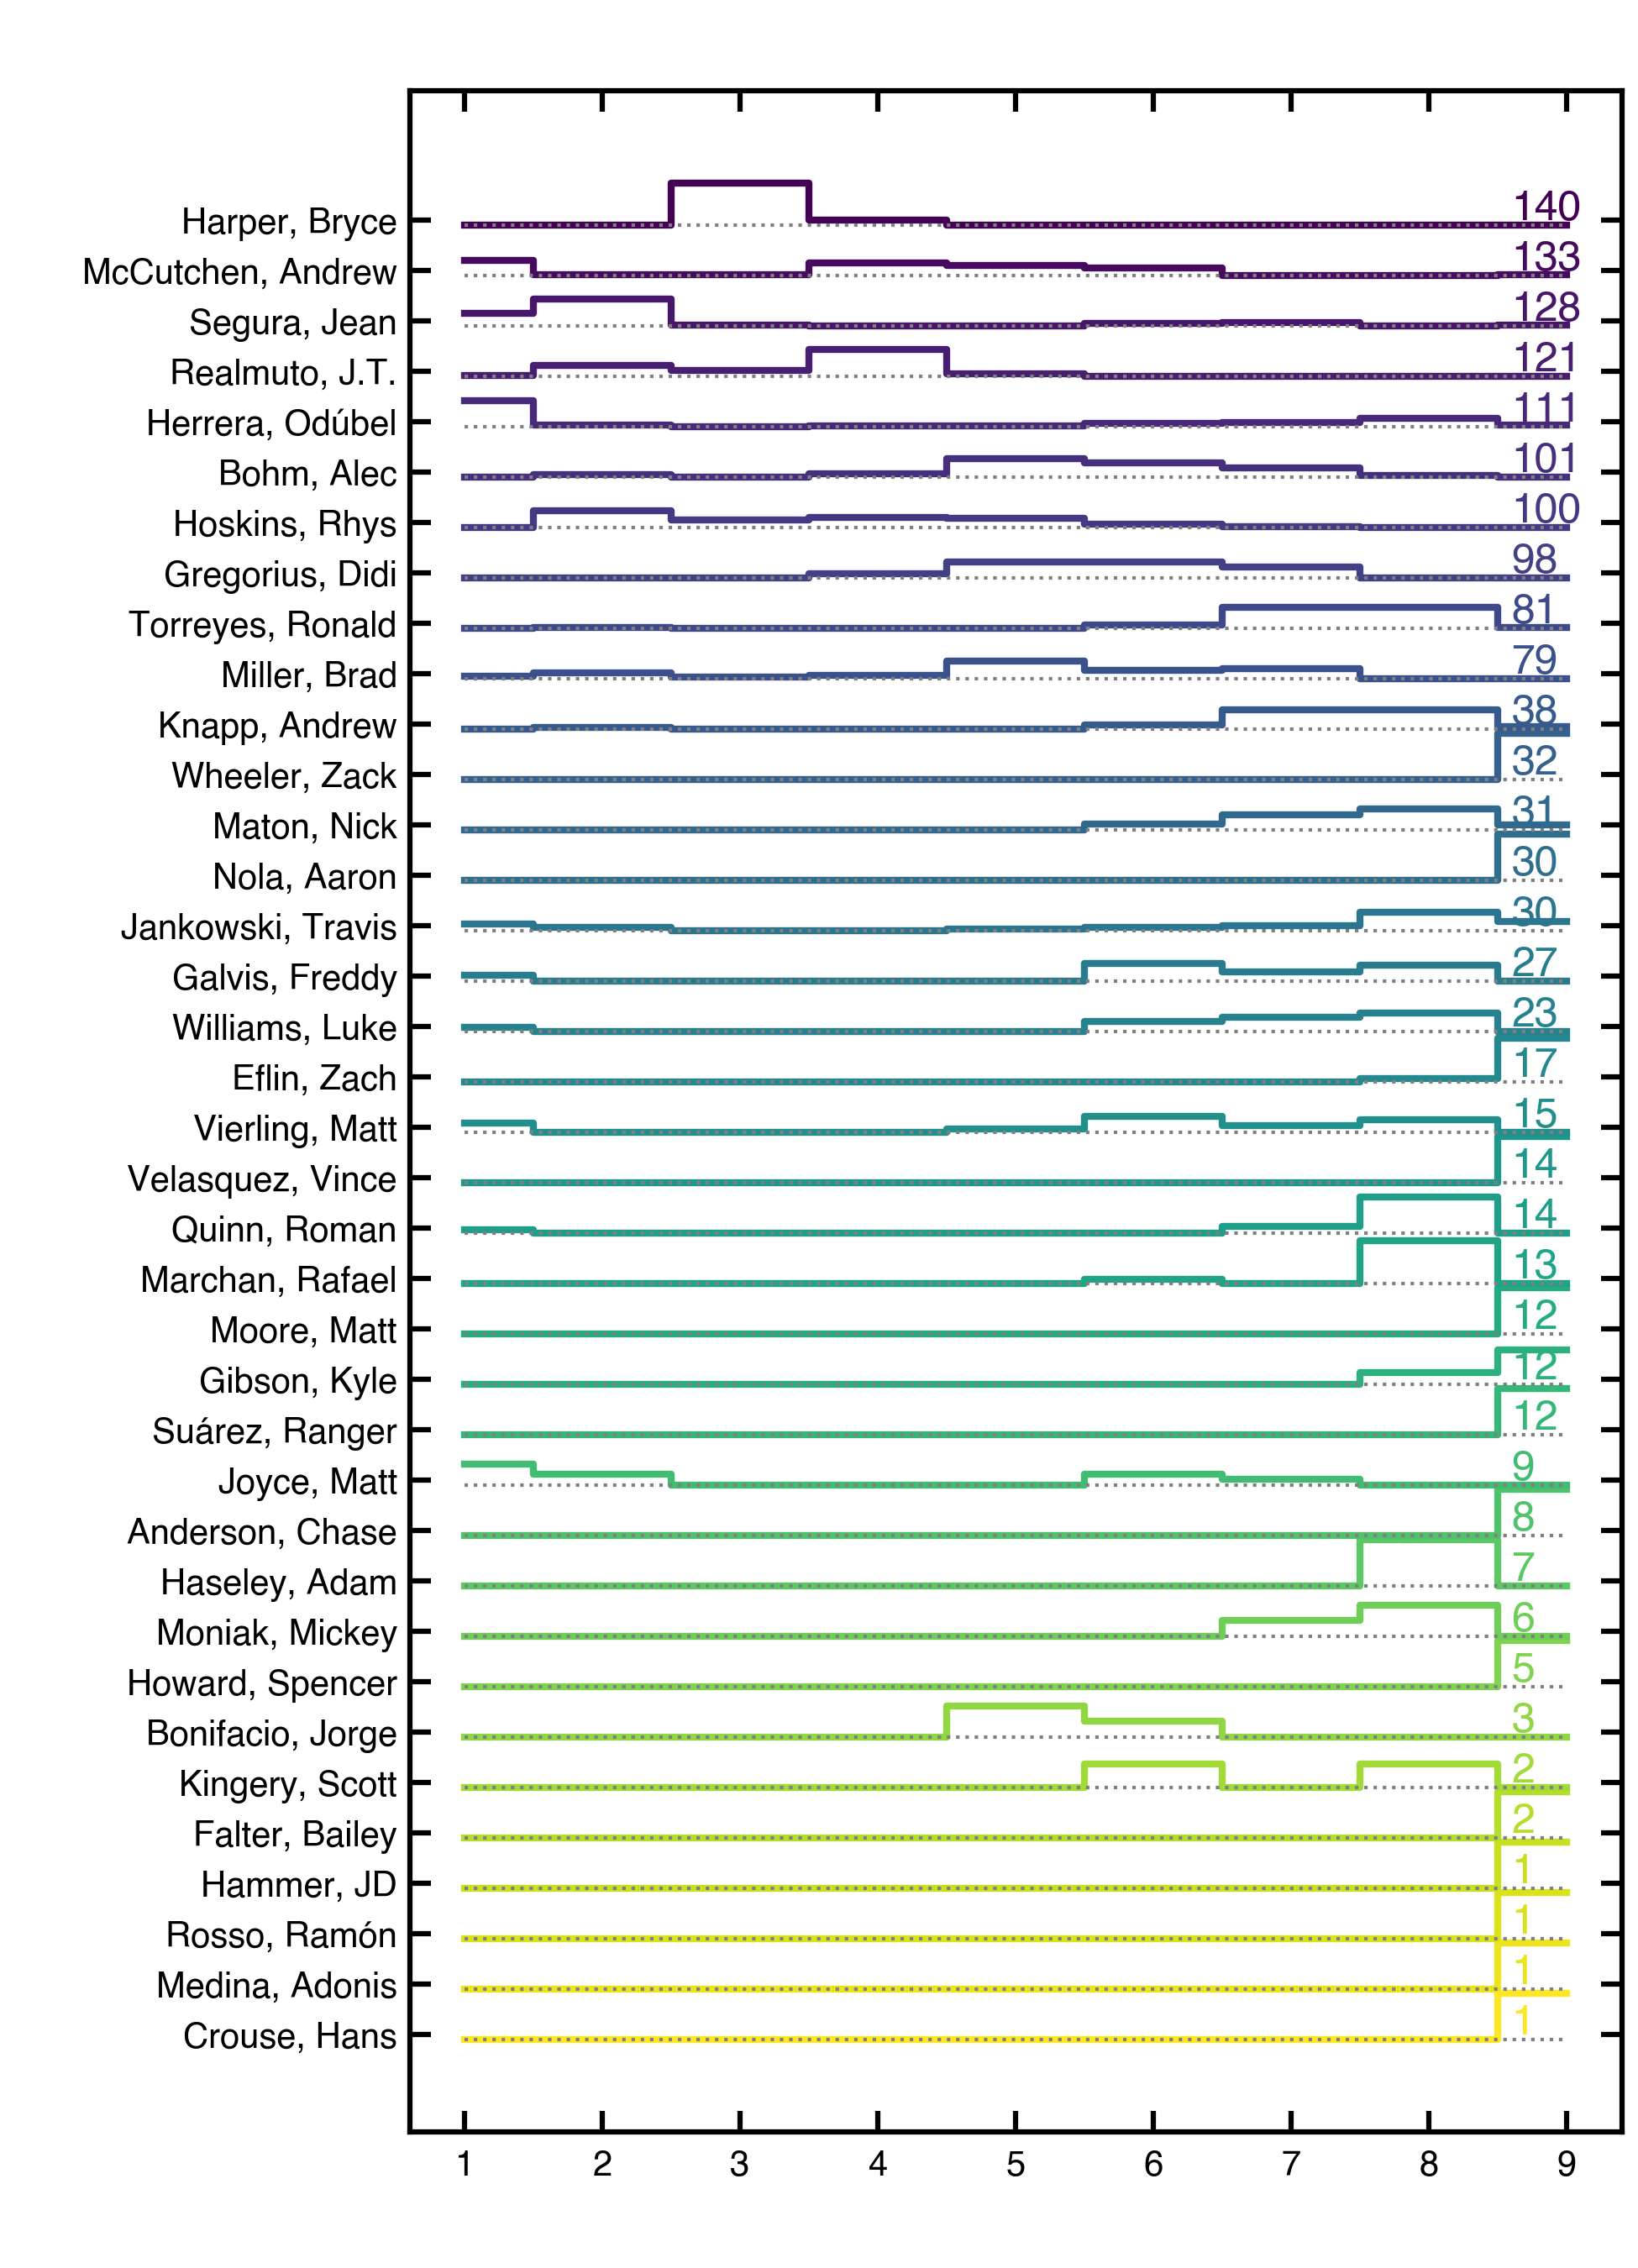 Harper, Bryce 140
McCutchen, Andrew 133
Segura, Jean 128
Realmuto, J.T. 121
Herrera, Odúbel 111
Bohm, Alec 101
Hoskins, Rhys 100
Gregorius, Didi 98
Torreyes, Ronald 81
Miller, Brad 79
Knapp, Andrew 38
Wheeler, Zack 32
Maton, Nick 31
Nola, Aaron 30
Jankowski, Travis 30
Galvis, Freddy 27
Williams, Luke 23
Eflin, Zach 17
Vierling, Matt 15
Velasquez, Vince 14
Quinn, Roman 14
Marchan, Rafael 13
Moore, Matt 12
Gibson, Kyle 12
Suárez, Ranger 12
Joyce, Matt 9
Anderson, Chase 8
Haseley, Adam 7
Moniak, Mickey 6
Howard, Spencer 5
Bonifacio, Jorge 3
Kingery, Scott 2
Falter, Bailey 2
Hammer, JD 1
Rosso, Ramón 1
Medina, Adonis 1
Crouse, Hans 1
1 2 3 4 5 6 7 8 9